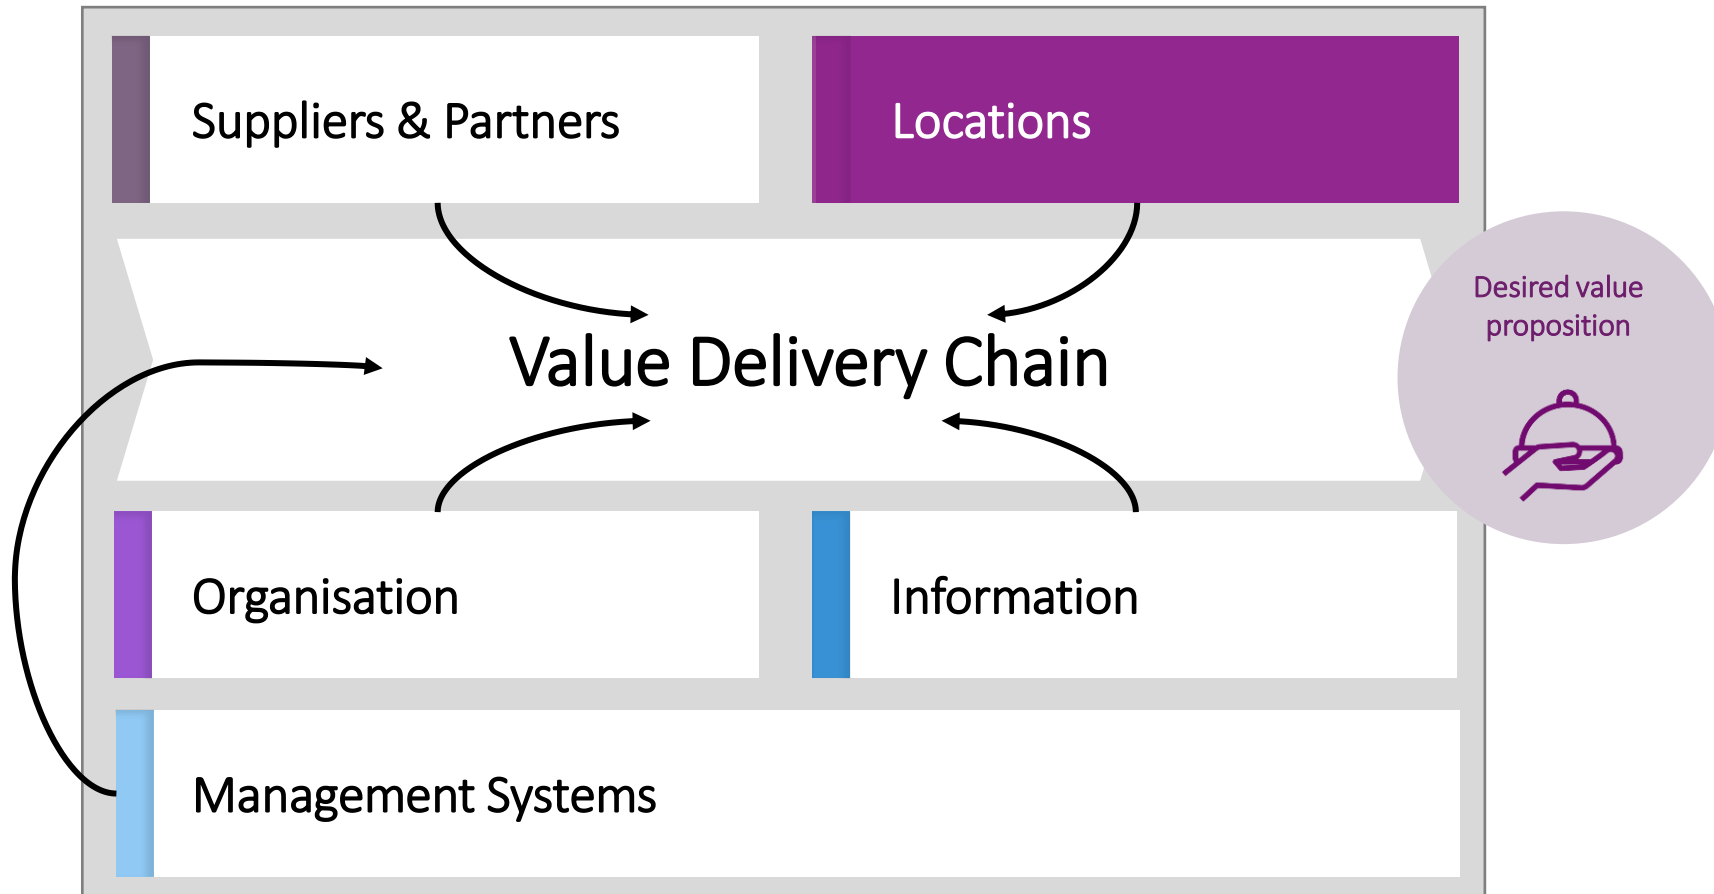 Suppliers & Partners
Locations
Desired value
proposition
Value Delivery Chain
Organisation
Information
Management Systems